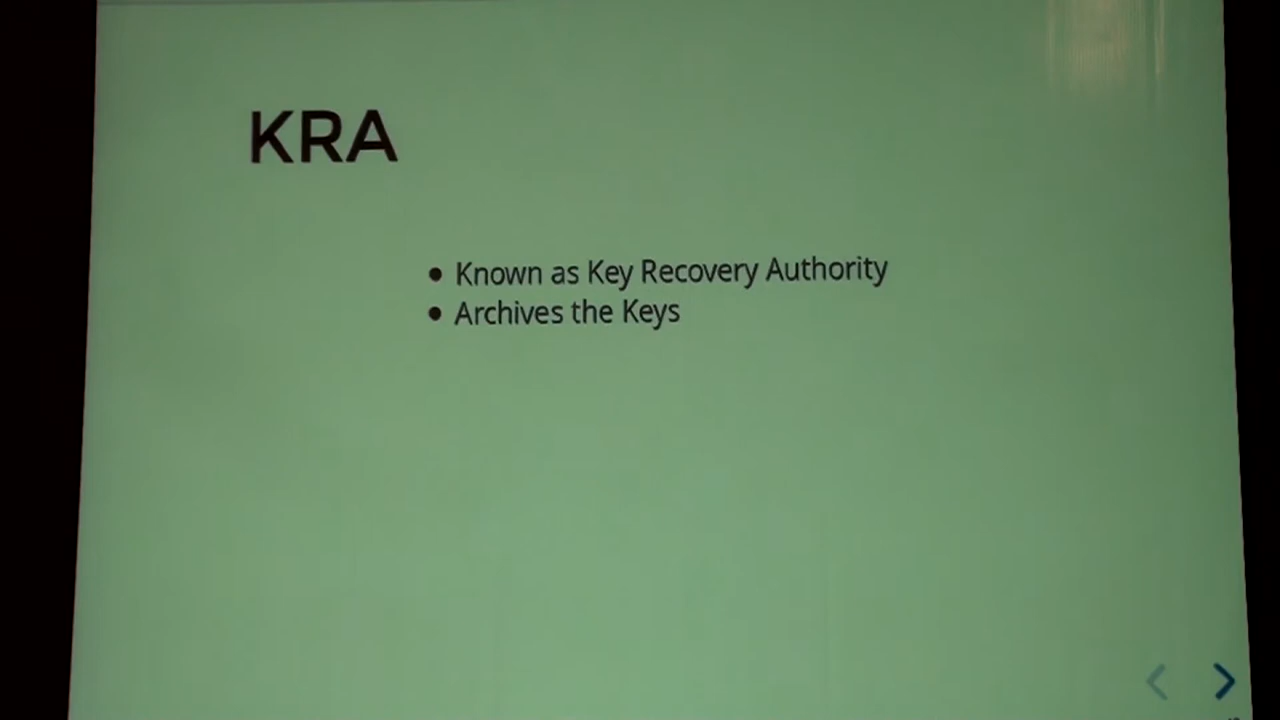 KRA
• Known as Key Recovery Authority
• Archives the Keys